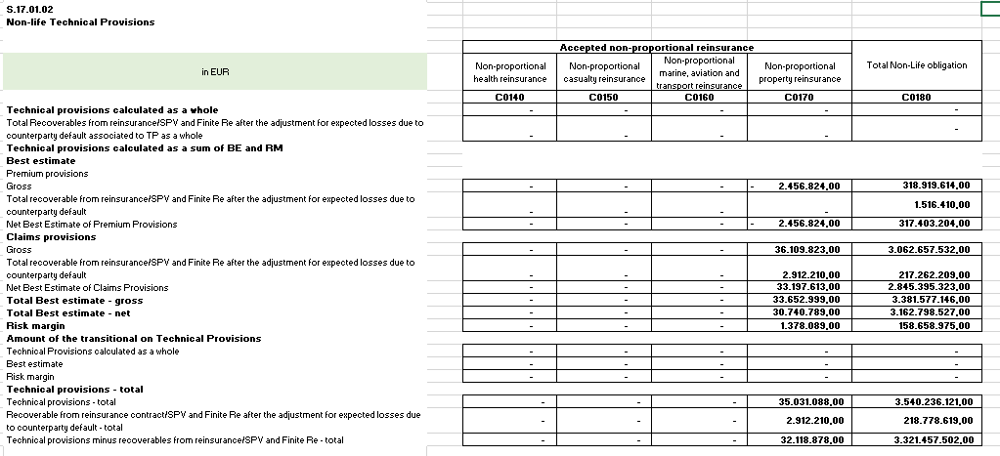 S.17.01.02
Non-life Technical Provisions
Accepted non-proportional reinsurance
in EUR
Non-proportional health reinsurance
Non-proportional casualty reinsurance
Non-proportional marine, aviation and transport reinsurance
Non-proportional property reinsurance
Total Non-Life obligation
C0140 C0150 C0160 C0170 C0180
Technical provisions calculated as a whole - - - - -
Total Recoverables from reinsurance/SPV and Finite Re after the adjustment for expected losses due to
counterparty default associated to TP as a whole - - - - -
Technical provisions calculated as a sum of BE and RM
Best estimate
Premium provisions
Gross - - - - 2.456.824,00 318.919.614,00
Total recoverable from reinsurance/SPV and Finite Re after the adjustment for expected losses due to
counterparty default - - - - 1.516.410,00
Net Best Estimate of Premium Provisions - - - - 2.456.824,00 317.403.204,00
Claims provisions
Gross - - - 36.109.823,00 3.062.657.532,00
Total recoverable from reinsurance/SPV and Finite Re after the adjustment for expected losses due to
counterparty default - - - 2.912.210,00 217.262.209,00
Net Best Estimate of Claims Provisions - - - 33.197.613,00 2.845.395.323,00
Total Best estimate - gross - - - 33.652.999,00 3.381.577.146,00
Total Best estimate - net - - - 30.740.789,00 3.162.798.527,00
Risk margin - - - 1.378.089,00 158.658.975,00
Amount of the transitional on Technical Provisions
Technical Provisions calculated as a whole - - - - -
Best estimate - - - - -
Risk margin - - - - -
Technical provisions - total
Technical provisions - total - - - 35.031.088,00 3.540.236.121,00
Recoverable from reinsurance contract/SPV and Finite Re after the adjustment for expected losses due
to counterparty default - total - - - 2.912.210,00 218.778.619,00
Technical provisions minus recoverables from reinsurance/SPV and Finite Re - total - - - 32.118.878,00 3.321.457.502,00